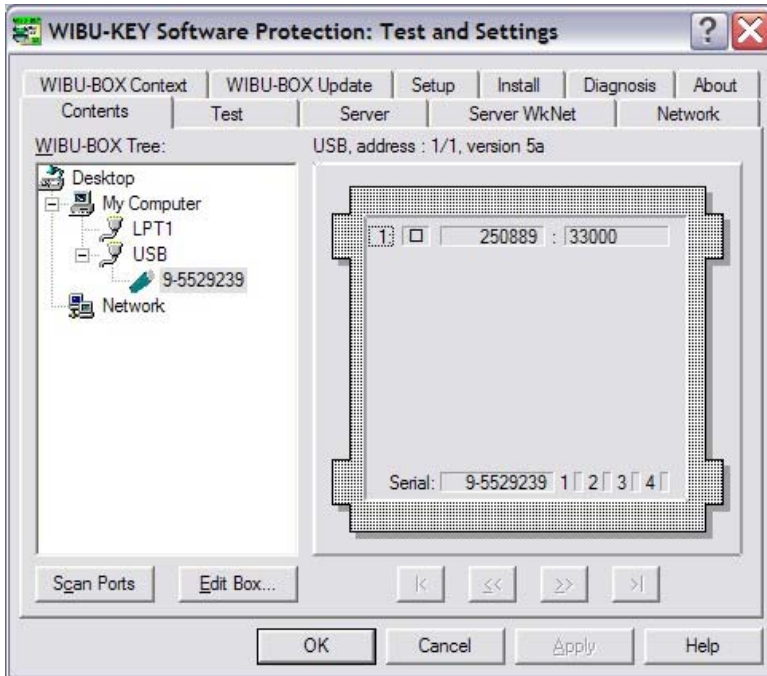 WIBU-KEY Software Protection: Test and Settings
WIBU-BOX Context WIBU-BOX Update Setup Install Diagnosis About
Contents Test Server Server WkNet Network
WIBU-BOX Tree: USB, address : 1/1, version 5a
Desktop
My Computer
LPT1
USB
9-5529239
Network
1: 250889 : 33000
Serial: 9-5529239 1 2 3 4
Scan Ports Edit Box... |< << >> >|
OK Cancel Apply Help